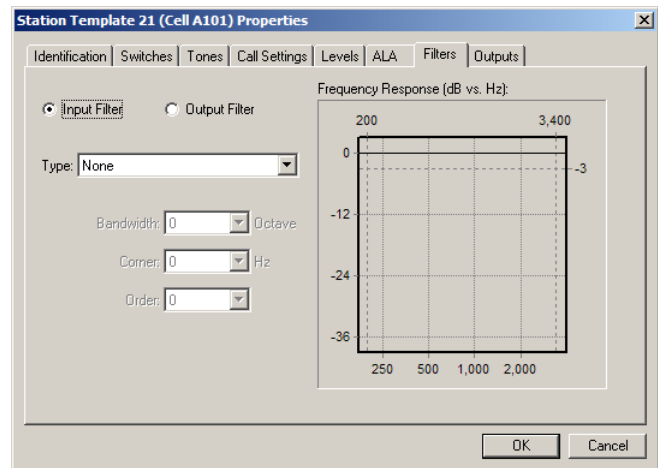 Station Template 21 (Cell A101) Properties
Identification Switches Tones Call Settings Levels ALA Filters Outputs
Input Filter Output Filter
Type: None
Bandwidth: 0 Octave
Corner: 0 Hz
Order: 0
Frequency Response (dB vs. Hz):
200 3,400
0
-3
-12
-24
-36
250 500 1,000 2,000
OK Cancel